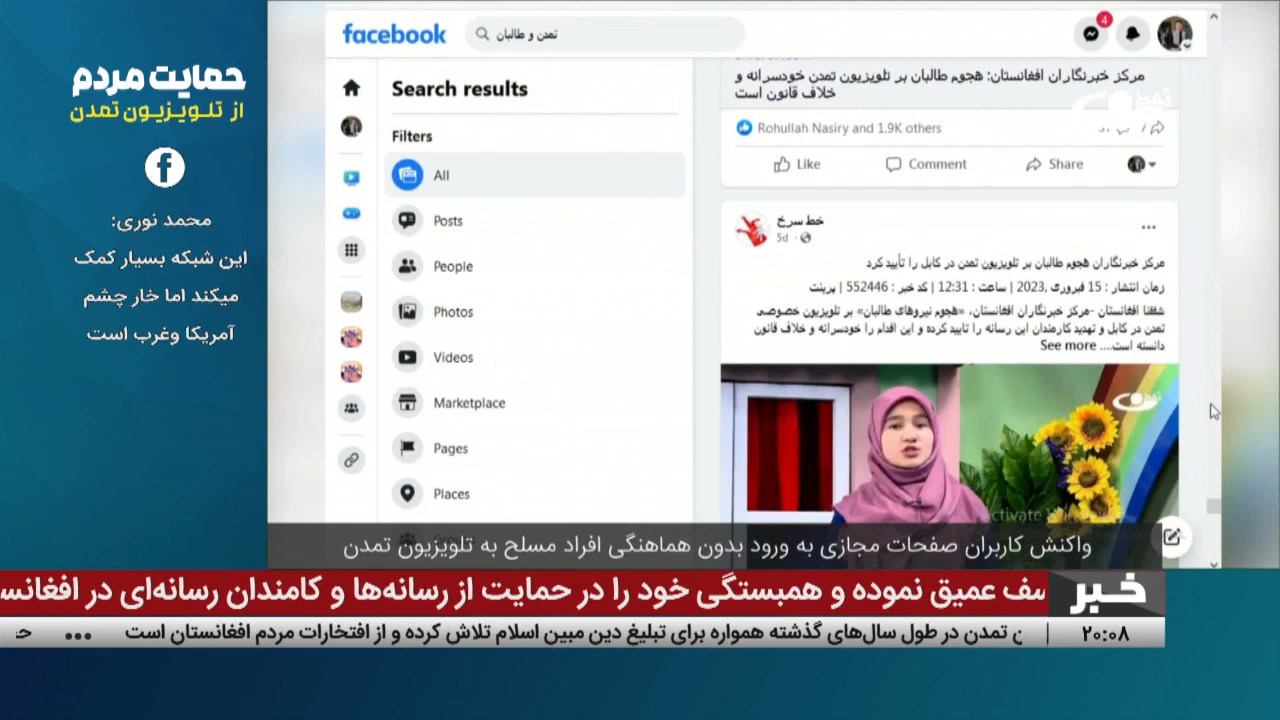 حمایت مردم
از تلویزیون تمدن
محمد نوری:
این شبکه بسیار کمک
میکند اما خار چشم
آمریکا وغرب است
facebook
تمدن و طالبان
4
Search results
Filters
All
Posts
People
Photos
Videos
Marketplace
Pages
Places
مرکز خبرنگاران افغانستان: هجوم طالبان بر تلویزیون تمدن خودسرانه و
خلاف قانون است
تمدن
Rohullah Nasiry and 1.9K others
Like
Comment
Share
خط سرخ
5d
مرکز خبرنگاران هجوم طالبان بر تلویزیون تمدن در کابل را تأیید کرد
زمان انتشار : 15 فبروری ,2023 | ساعت : 12:31 | کد خبر : 552446 | پرینت
شفقنا افغانستان -مرکز خبرنگاران افغانستان، «هجوم نیروهای طالبان» بر تلویزیون خصوصی
تمدن در کابل و تهدید کارمندان این رسانه را تایید کرده و این اقدام را خودسرانه و خلاف قانون
دانسته است.... See more
تمدن
واکنش کاربران صفحات مجازی به ورود بدون هماهنگی افراد مسلح به تلویزیون تمدن
خبر
سف عمیق نموده و همبستگی خود را در حمایت از رسانه‌ها و کامندان رسانه‌ای در افغانس
۲۰:۰۸
ن تمدن در طول سال‌های گذشته همواره برای تبلیغ دین مبین اسلام تلاش کرده و از افتخارات مردم افغانستان است